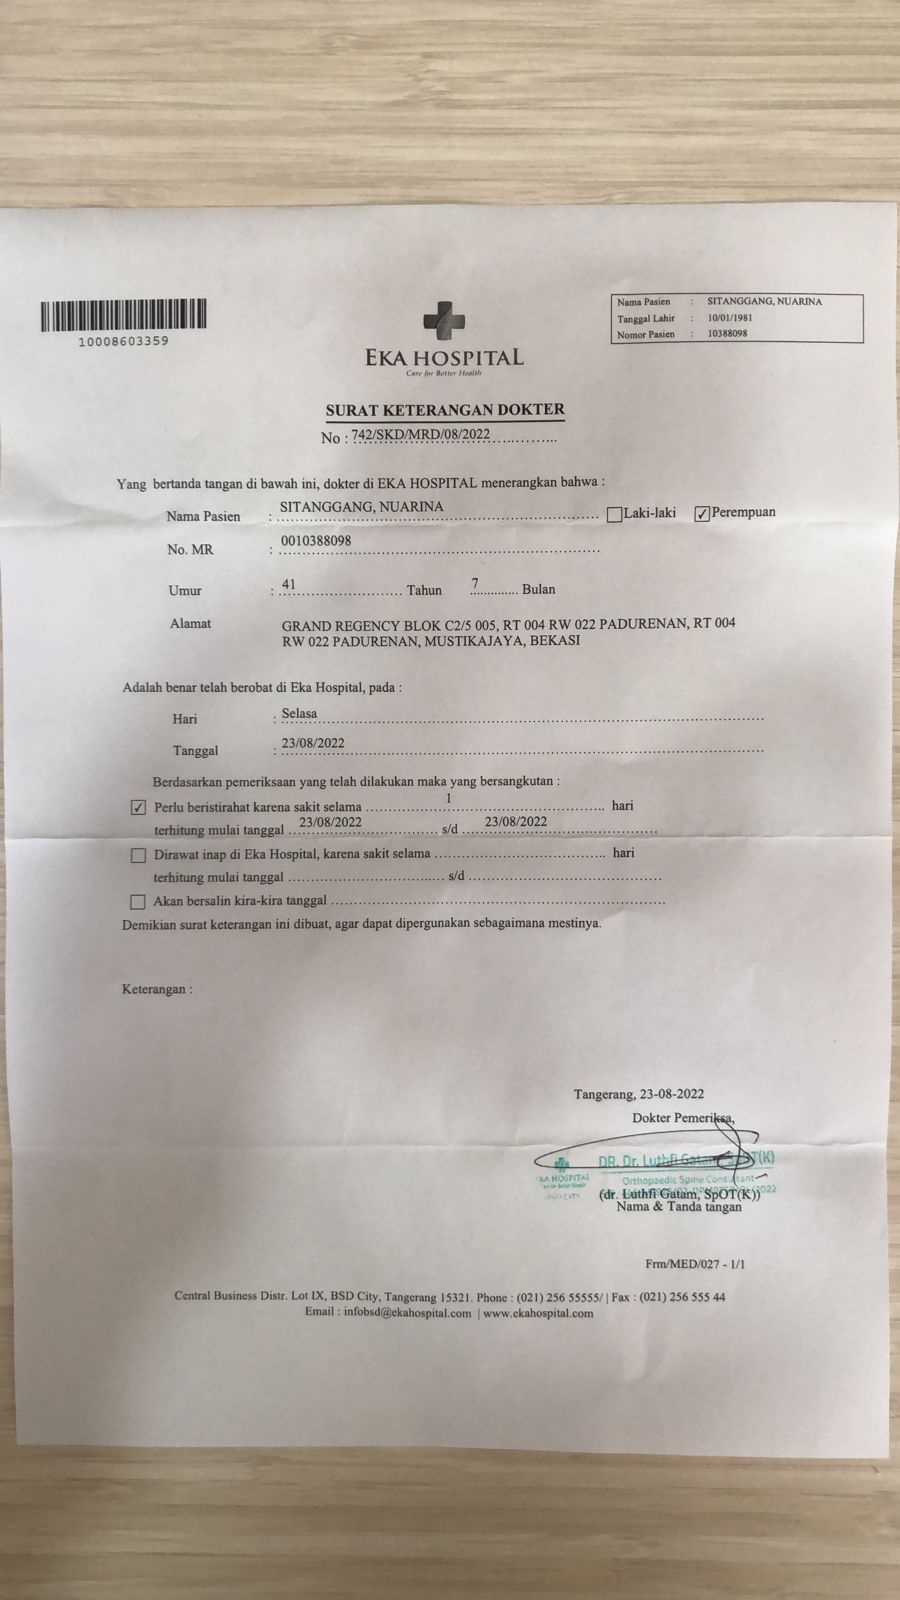 10008603359
EKA HOSPITAL
Care for Better Health
Nama Pasien : SITANGGANG, NUARINA
Tanggal Lahir : 10/01/1981
Nomor Pasien : 10388098
SURAT KETERANGAN DOKTER
No : 742/SKD/MRD/08/2022
Yang bertanda tangan di bawah ini, dokter di EKA HOSPITAL menerangkan bahwa :
Nama Pasien : SITANGGANG, NUARINA Laki-laki ✓ Perempuan
No. MR : 0010388098
Umur : 41 Tahun 7 Bulan
Alamat GRAND REGENCY BLOK C2/5 005, RT 004 RW 022 PADURENAN, RT 004
RW 022 PADURENAN, MUSTIKAJAYA, BEKASI
Adalah benar telah berobat di Eka Hospital, pada :
Hari : Selasa
Tanggal : 23/08/2022
Berdasarkan pemeriksaan yang telah dilakukan maka yang bersangkutan :
✓ Perlu beristirahat karena sakit selama 1 hari
terhitung mulai tanggal 23/08/2022 s/d 23/08/2022
Dirawat inap di Eka Hospital, karena sakit selama hari
terhitung mulai tanggal s/d
Akan bersalin kira-kira tanggal
Demikian surat keterangan ini dibuat, agar dapat dipergunakan sebagaimana mestinya.
Keterangan :
Tangerang, 23-08-2022
Dokter Pemeriksa,
DR. Dr. Luthfi Gatam, SpOT(K)
EKA HOSPITAL
Orthopaedic Spine Consultant
(dr. Luthfi Gatam, SpOT(K))
Nama & Tanda tangan
Frm/MED/027 - 1/1
Central Business Distr. Lot IX, BSD City, Tangerang 15321. Phone : (021) 256 55555/ | Fax : (021) 256 555 44
Email : infobsd@ekahospital.com | www.ekahospital.com